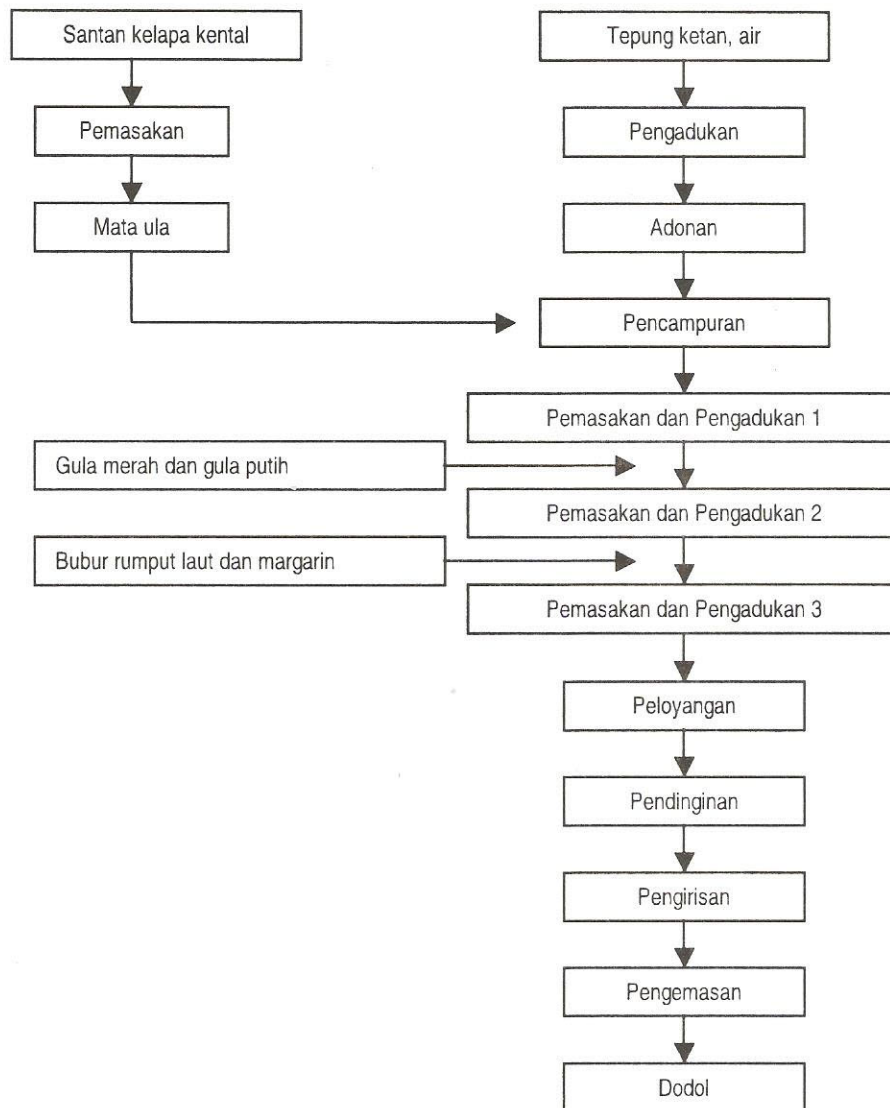 Santan kelapa kental
Tepung ketan, air
Pemasakan
Pengadukan
Mata ula
Adonan
Pencampuran
Pemasakan dan Pengadukan 1
Gula merah dan gula putih
Pemasakan dan Pengadukan 2
Bubur rumput laut dan margarin
Pemasakan dan Pengadukan 3
Peloyangan
Pendinginan
Pengirisan
Pengemasan
Dodol